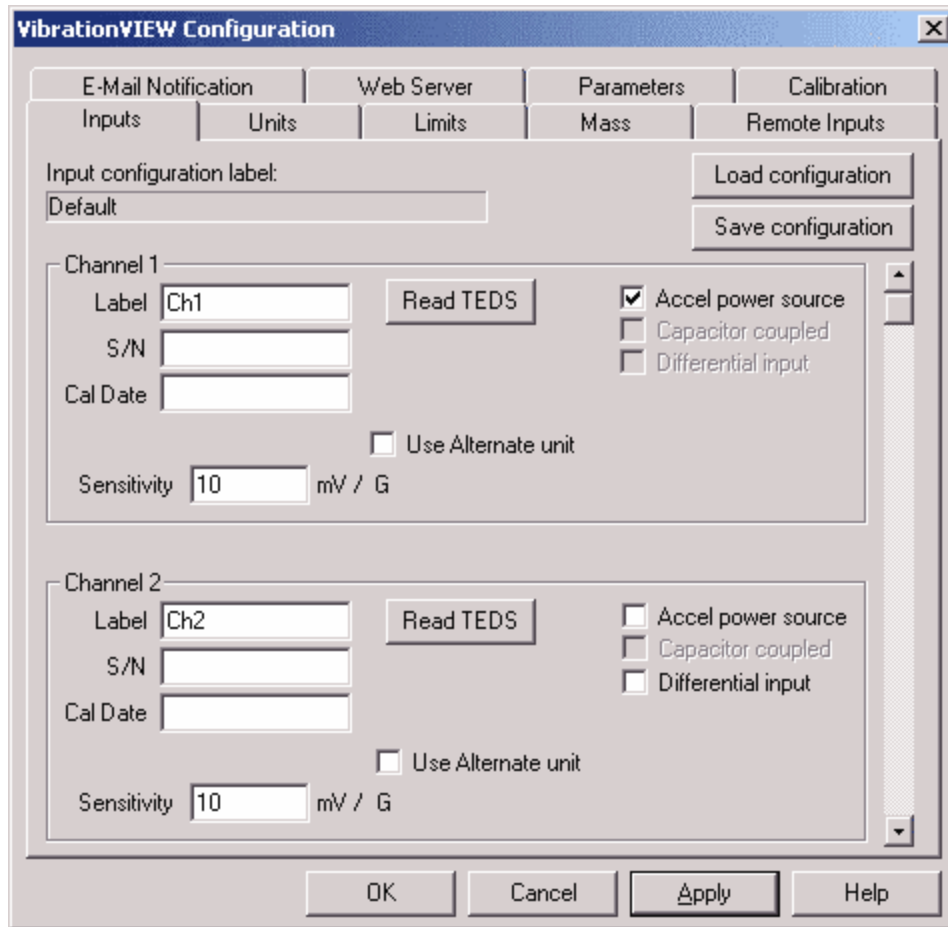 VibrationVIEW Configuration
E-Mail Notification Web Server Parameters Calibration
Inputs Units Limits Mass Remote Inputs
Input configuration label:
Load configuration
Default
Save configuration
Channel 1
Label Ch1 Read TEDS Accel power source
Capacitor coupled
S/N
Differential input
Cal Date
Use Alternate unit
Sensitivity 10 mV / G
Channel 2
Label Ch2 Read TEDS Accel power source
Capacitor coupled
S/N
Differential input
Cal Date
Use Alternate unit
Sensitivity 10 mV / G
OK Cancel Apply Help